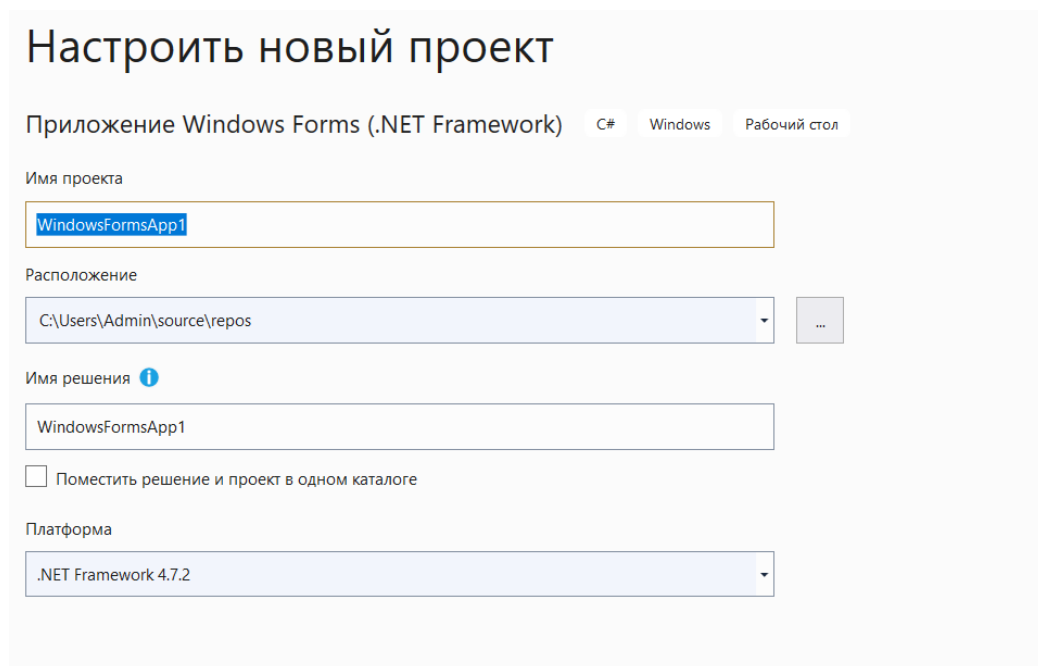 Настроить новый проект
Приложение Windows Forms (.NET Framework) C# Windows Рабочий стол
Имя проекта
WindowsFormsApp1
Расположение
C:\Users\Admin\source\repos
...
Имя решения
WindowsFormsApp1
Поместить решение и проект в одном каталоге
Платформа
.NET Framework 4.7.2